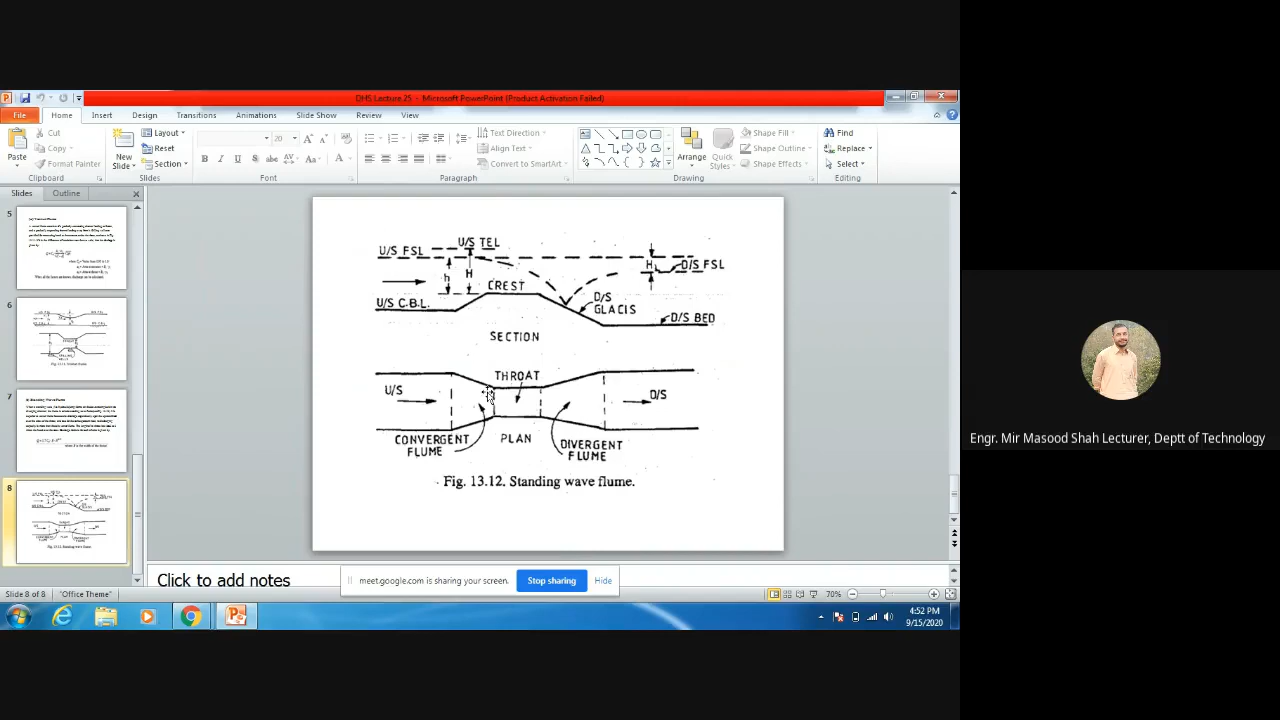 DHS Lecture,25 - Microsoft PowerPoint (Product Activation Failed)
File Home Insert Design Transitions Animations Slide Show Review View
Paste
Cut
Copy
Format Painter
Clipboard
New Slide
Layout
Reset
Section
Slides
20
Font
Paragraph
Text Direction
Align Text
Convert to SmartArt
Arrange
Quick Styles
Shape Fill
Shape Outline
Shape Effects
Drawing
Find
Replace
Select
Editing
Slides Outline
5
6
7
8
U/S TEL
U/S FSL
H D/S FSL
h H
CREST
U/S C.B.L.
D/S
GLACIS
D/S BED
SECTION
THROAT
U/S
D/S
CONVERGENT
FLUME
PLAN
DIVERGENT
FLUME
Fig. 13.12. Standing wave flume.
Click to add notes
meet.google.com is sharing your screen. Stop sharing Hide
Slide 8 of 8 "Office Theme" 70%
4:52 PM
9/15/2020
Engr. Mir Masood Shah Lecturer, Deptt of Technology